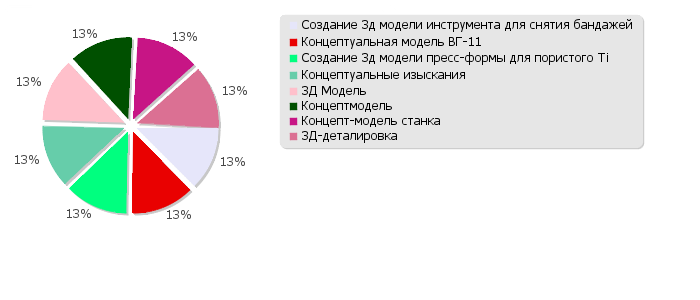 13%
13%
13%
13%
13%
13%
13%
13%
Создание 3д модели инструмента для снятия бандажей
Концептуальная модель ВГ-11
Создание 3д модели пресс-формы для пористого Ti
Концептуальные изыскания
3Д Модель
Концептмодель
Концепт-модель станка
3Д-деталировка